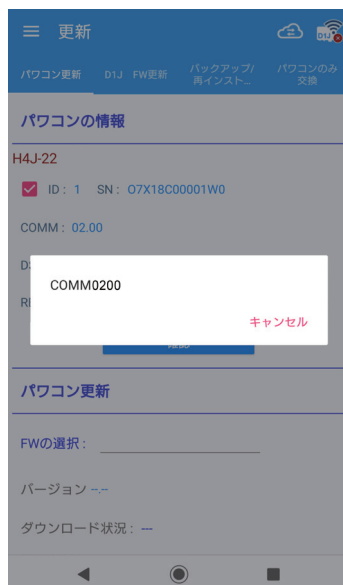 更新
D1J
パワコン更新
D1J FW更新
バックアップ/
再インスト...
パワコンのみ
交換
パワコンの情報
H4J-22
ID: 1 SN: O7X18C00001W0
COMM: 02.00
COMM0200
キャンセル
パワコン更新
FWの選択:
バージョン -.-
ダウンロード状況: ---